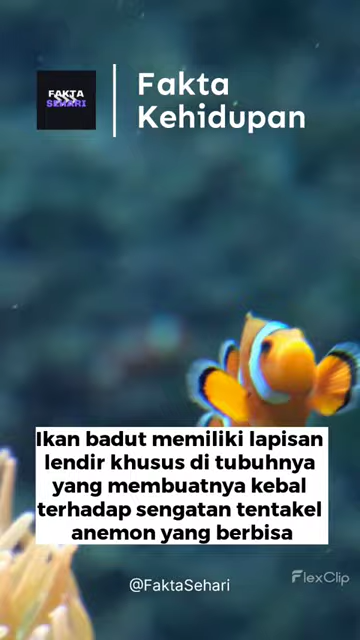 FAKTA
SEHARI
Fakta
Kehidupan
Ikan badut memiliki lapisan
lendir khusus di tubuhnya
yang membuatnya kebal
terhadap sengatan tentakel
anemon yang berbisa
@FaktaSehari
FlexClip